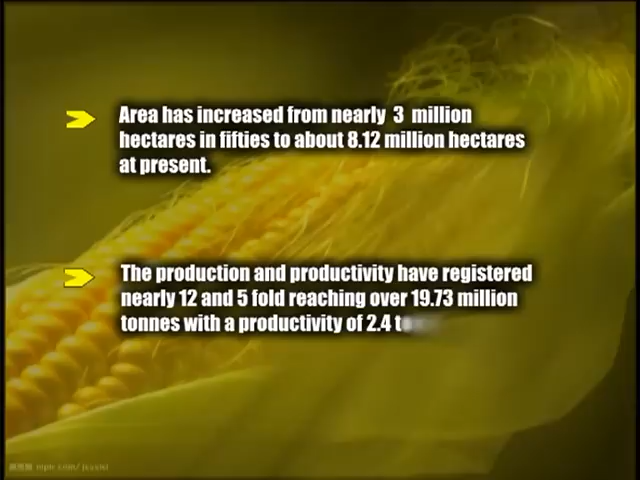 Area has increased from nearly 3 million
hectares in fifties to about 8.12 million hectares
at present.
The production and productivity have registered
nearly 12 and 5 fold reaching over 19.73 million
tonnes with a productivity of 2.4